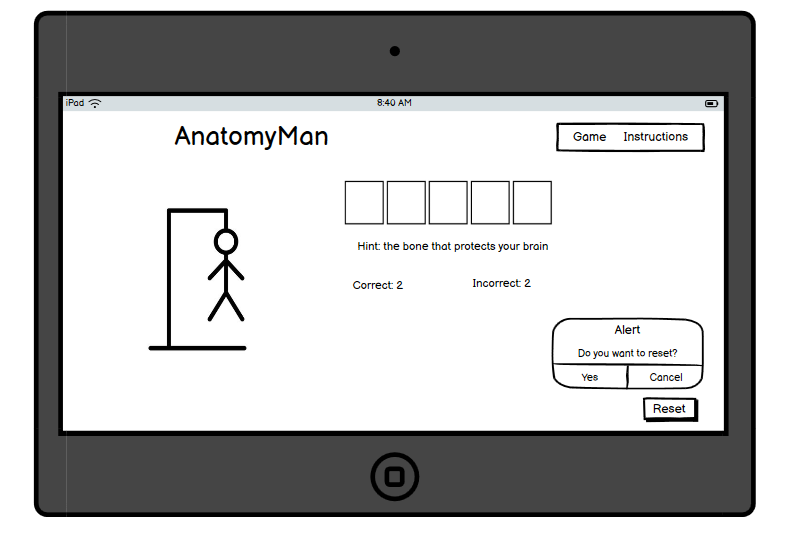 iPad 8:40 AM
AnatomyMan
Game Instructions
Hint: the bone that protects your brain
Correct: 2 Incorrect: 2
Alert
Do you want to reset?
Yes Cancel
Reset